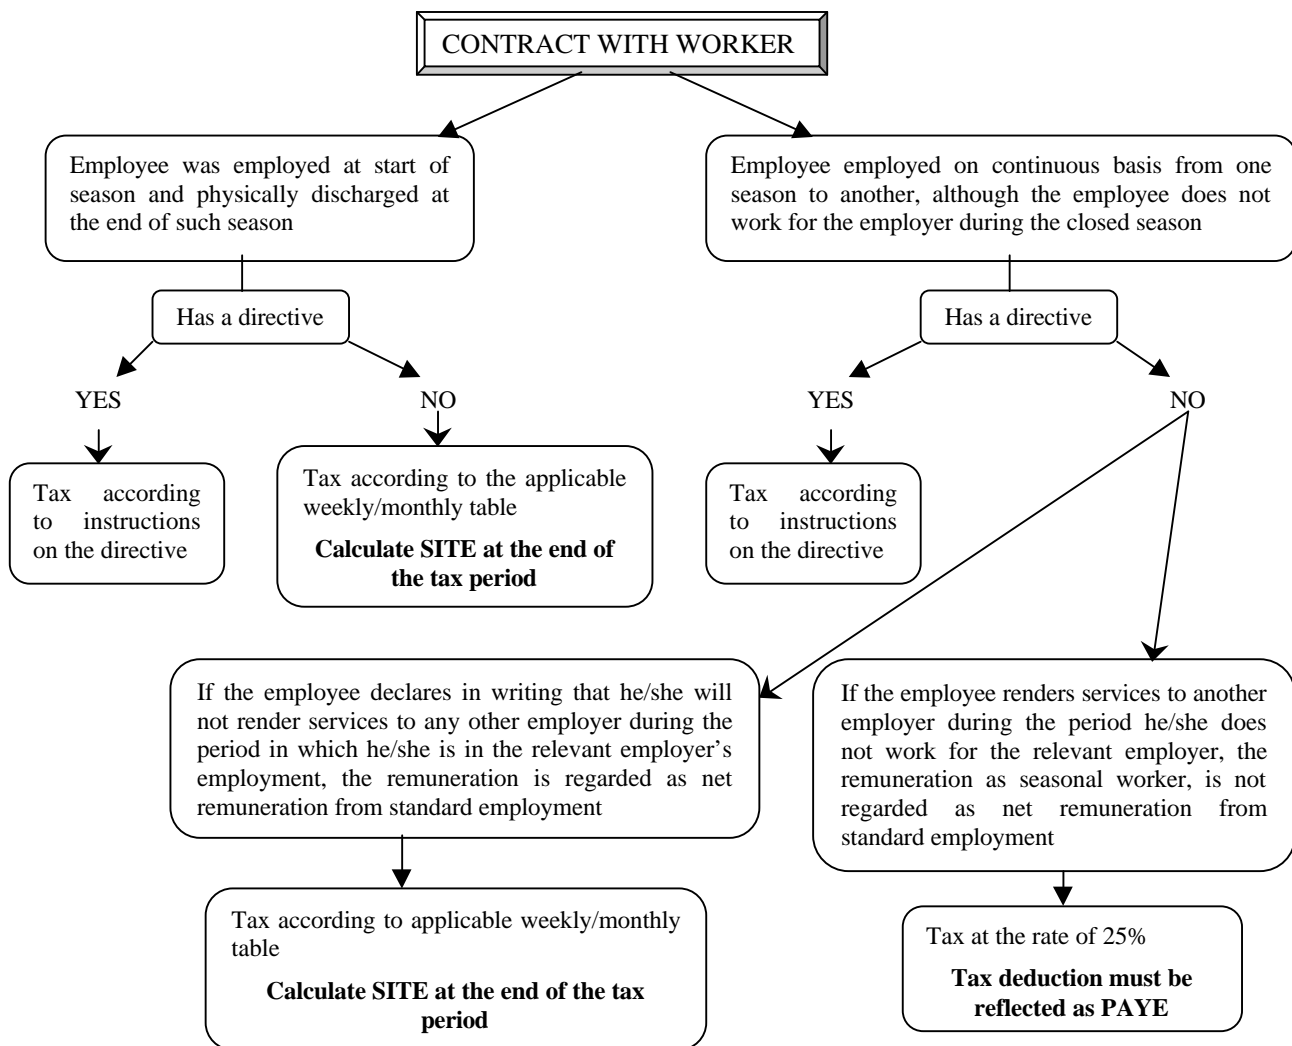 CONTRACT WITH WORKER
Employee was employed at start of
season and physically discharged at
the end of such season
Employee employed on continuous basis from one
season to another, although the employee does not
work for the employer during the closed season
Has a directive
Has a directive
YES
NO
YES
NO
Tax according
to instructions
on the directive
Tax according to the applicable
weekly/monthly table
Calculate SITE at the end of
the tax period
Tax according
to instructions
on the directive
If the employee declares in writing that he/she will
not render services to any other employer during the
period in which he/she is in the relevant employer's
employment, the remuneration is regarded as net
remuneration from standard employment
If the employee renders services to another
employer during the period he/she does
not work for the relevant employer, the
remuneration as seasonal worker, is not
regarded as net remuneration from
standard employment
Tax according to applicable weekly/monthly
table
Calculate SITE at the end of the tax
period
Tax at the rate of 25%
Tax deduction must be
reflected as PAYE